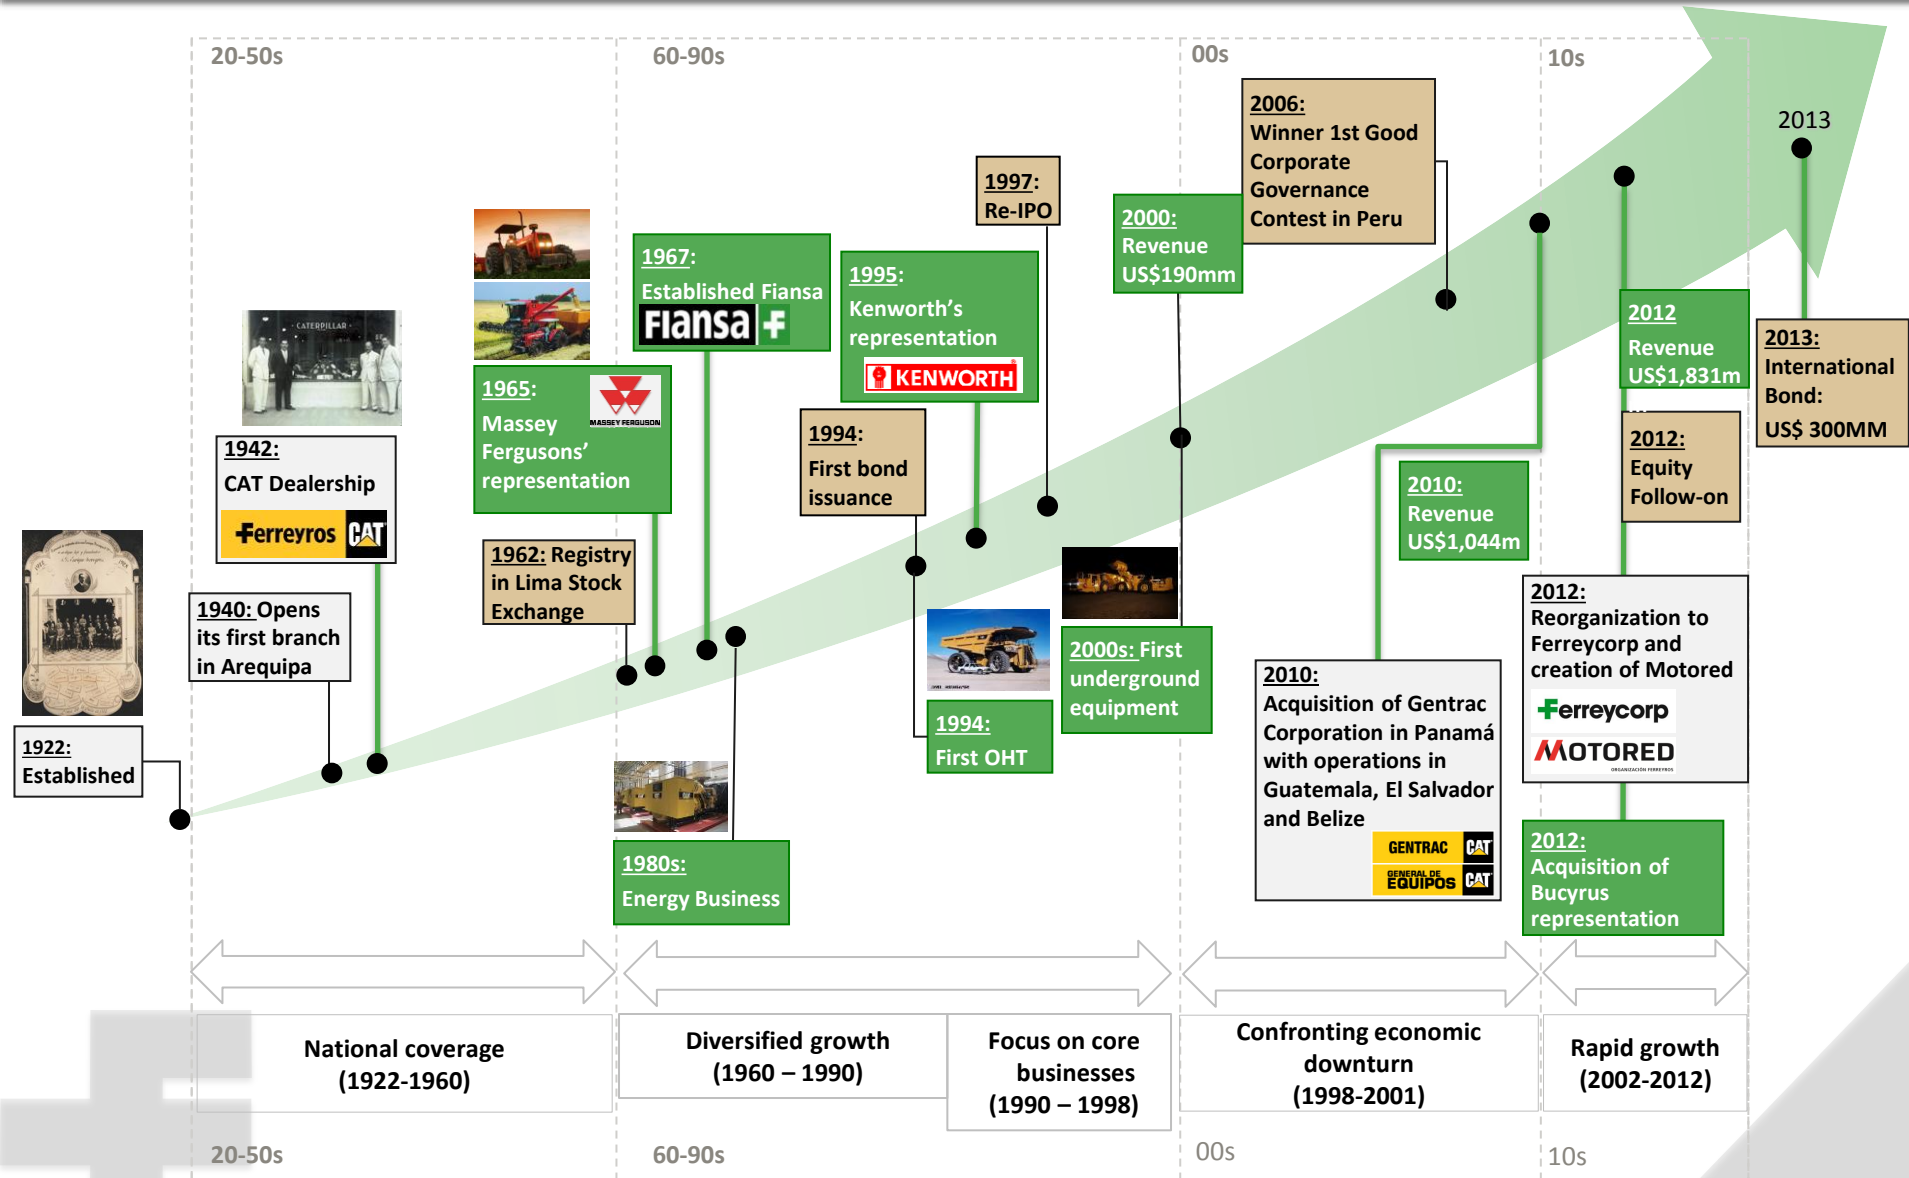 20-50s
60-90s
00s
10s
2013
2006:
Winner 1st Good
Corporate
Governance
Contest in Peru
1997:
Re-IPO
2000:
Revenue
US$190mm
1967:
Established Fiansa
Fiansa
1995:
Kenworth's
representation
KENWORTH
CATERPILLAR
1965:
Massey
Fergusons'
representation
MASSEY FERGUSON
1942:
CAT Dealership
Ferreyros CAT
1994:
First bond
issuance
2012
Revenue
US$1,831m
2013:
International
Bond:
US$ 300MM
2012:
Equity
Follow-on
2010:
Revenue
US$1,044m
1962: Registry
in Lima Stock
Exchange
1940: Opens
its first branch
in Arequipa
2012:
Reorganization to
Ferreycorp and
creation of Motored
Ferreycorp
MOTORED
ORGANIZACIÓN FERREYROS
2000s: First
underground
equipment
2010:
Acquisition of Gentrac
Corporation in Panamá
with operations in
Guatemala, El Salvador
and Belize
GENTRAC CAT
GENERAL DE
EQUIPOS CAT
1994:
First OHT
1922:
Established
1980s:
Energy Business
2012:
Acquisition of
Bucyrus
representation
National coverage
(1922-1960)
Diversified growth
(1960 – 1990)
Focus on core
businesses
(1990 – 1998)
Confronting economic
downturn
(1998-2001)
Rapid growth
(2002-2012)
20-50s
60-90s
00s
10s